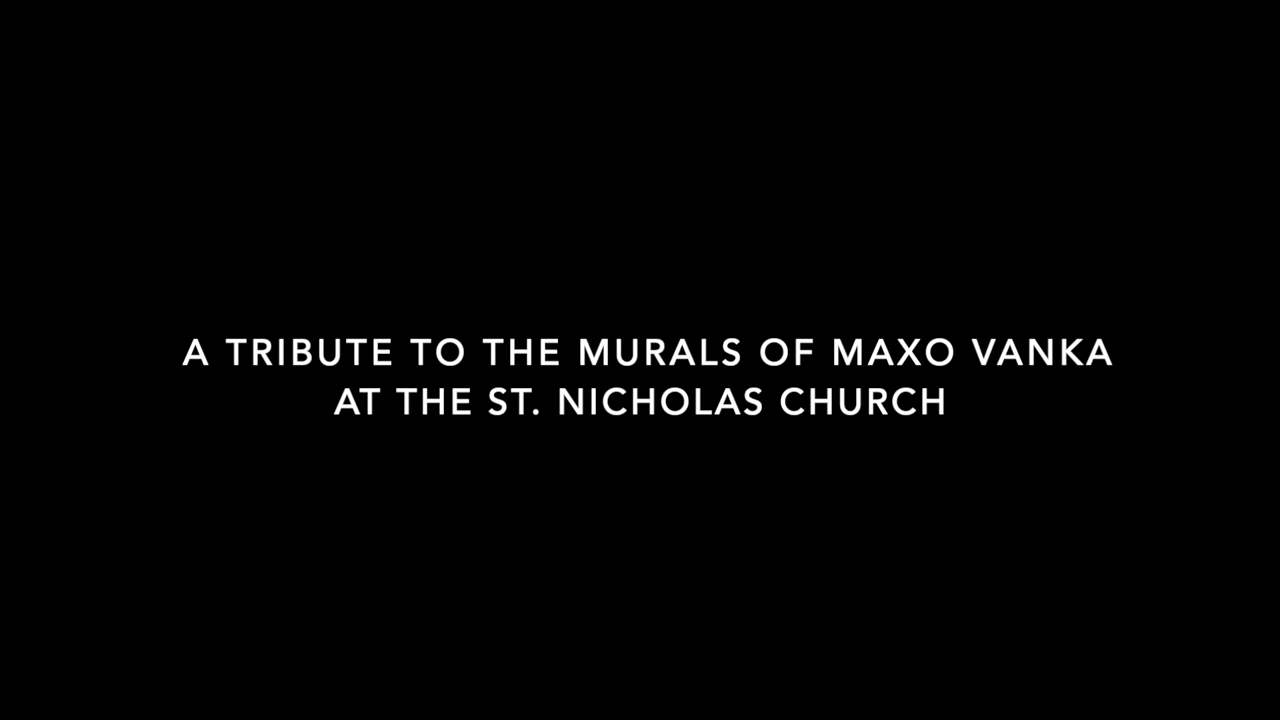 A TRIBUTE TO THE MURALS OF MAXO VANKA
AT THE ST. NICHOLAS CHURCH